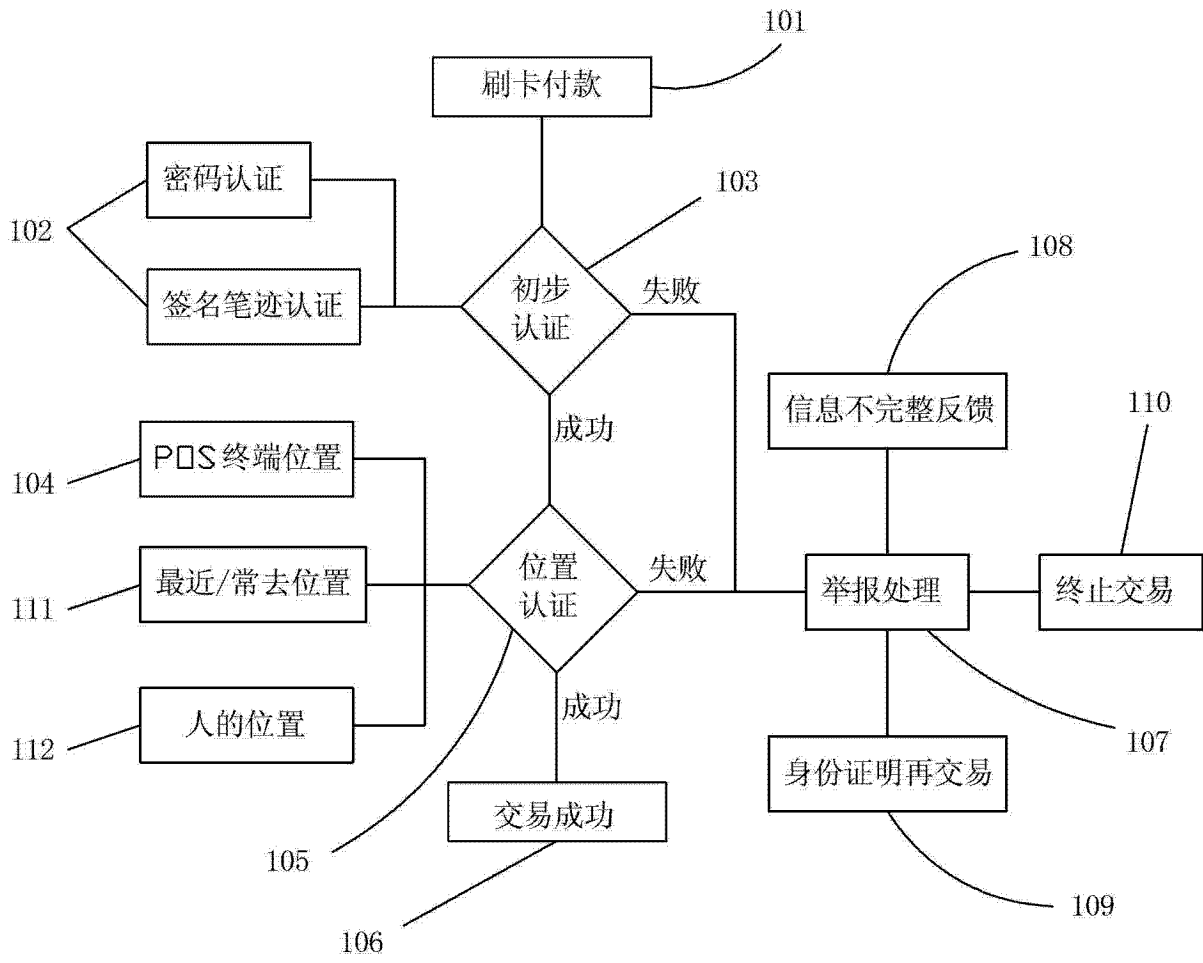 101
刷卡付款
密码认证
103
102
108
签名笔迹认证
初步
认证
失败
信息不完整反馈
110
成功
POS终端位置
104
位置
认证
失败
最近/常去位置
举报处理
终止交易
111
人的位置
成功
112
107
身份证明再交易
交易成功
105
109
106